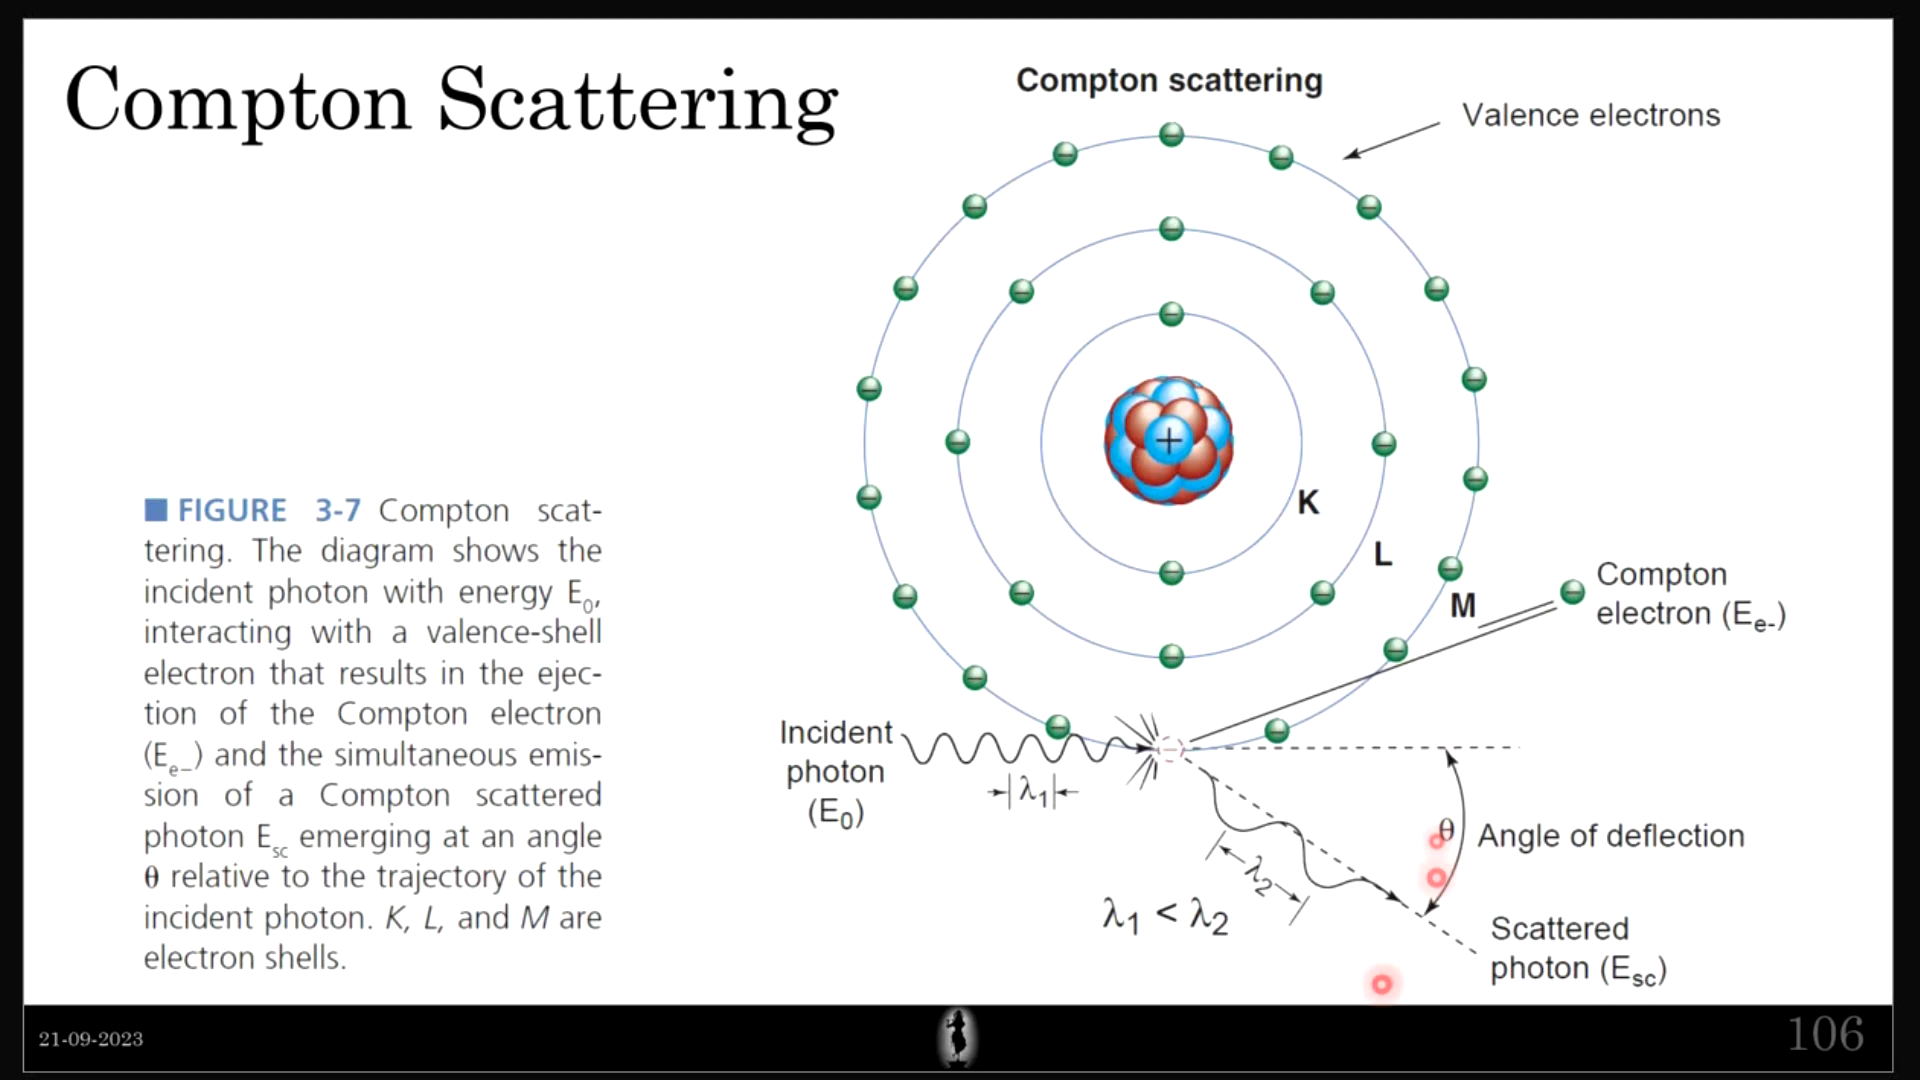 Compton Scattering
Compton scattering
Valence electrons
K
L
M
Compton
electron (Ee-)
Incident
photon
(E0)
λ1
λ2
λ1 < λ2
θ
Angle of deflection
Scattered
photon (Esc)
FIGURE 3-7 Compton scat-
tering. The diagram shows the
incident photon with energy E0,
interacting with a valence-shell
electron that results in the ejec-
tion of the Compton electron
(Ee–) and the simultaneous emis-
sion of a Compton scattered
photon Esc emerging at an angle
θ relative to the trajectory of the
incident photon. K, L, and M are
electron shells.
21-09-2023
106